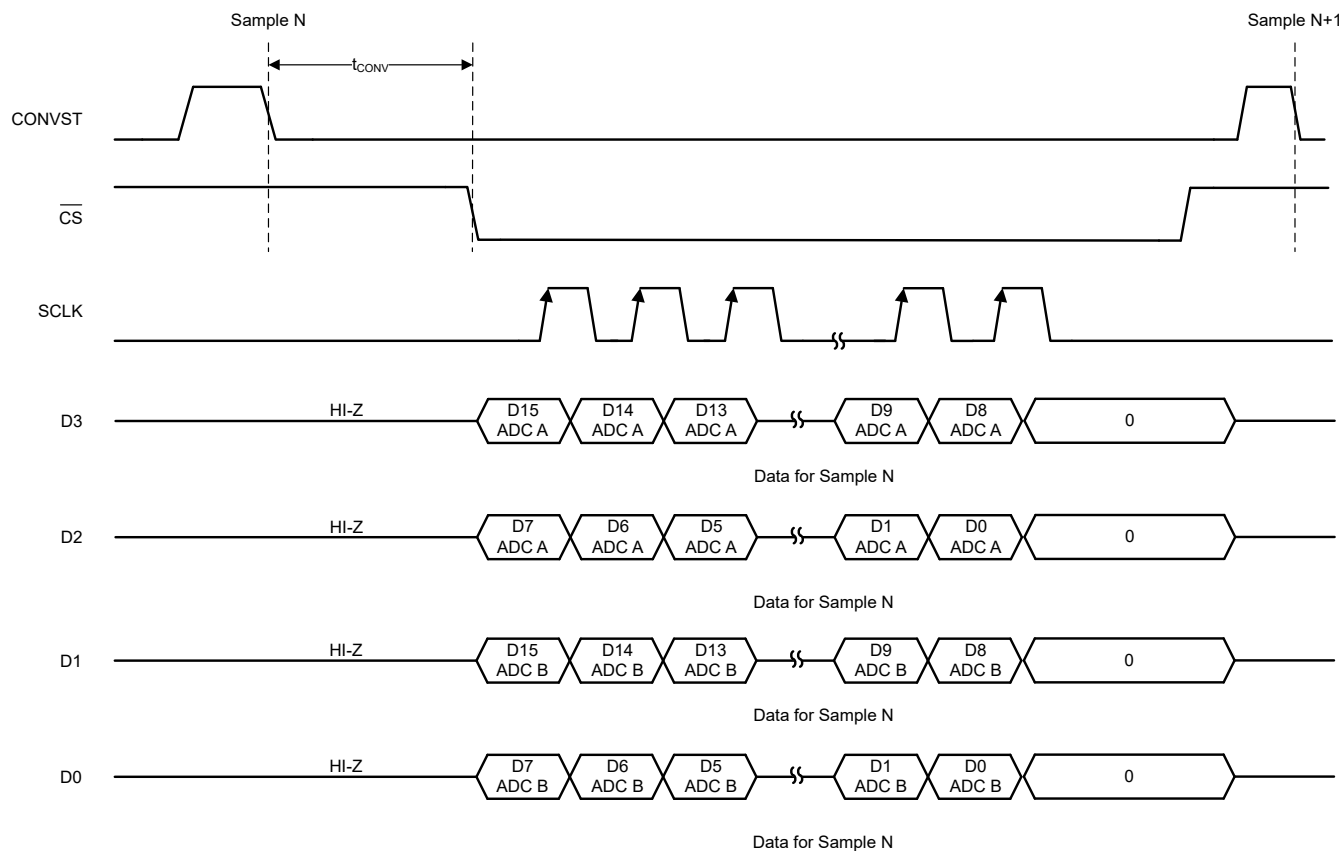 Sample N
Sample N+1
t_CONV
CONVST
CS
SCLK
D3
HI-Z
D15 ADC A
D14 ADC A
D13 ADC A
D9 ADC A
D8 ADC A
0
Data for Sample N
D2
HI-Z
D7 ADC A
D6 ADC A
D5 ADC A
D1 ADC A
D0 ADC A
0
Data for Sample N
D1
HI-Z
D15 ADC B
D14 ADC B
D13 ADC B
D9 ADC B
D8 ADC B
0
Data for Sample N
D0
HI-Z
D7 ADC B
D6 ADC B
D5 ADC B
D1 ADC B
D0 ADC B
0
Data for Sample N